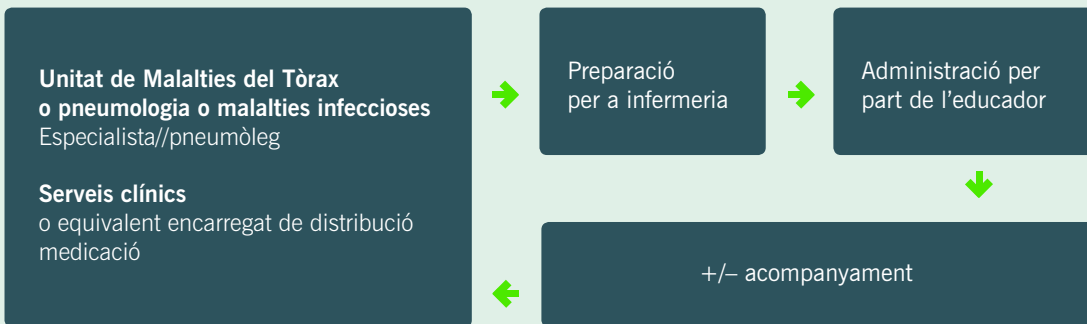 Unitat de Malalties del Tòrax
o pneumologia o malalties infeccioses
Especialista//pneumòleg
Serveis clínics
o equivalent encarregat de distribució
medicació
Preparació
per a infermeria
Administració per
part de l’educador
+/– acompanyament